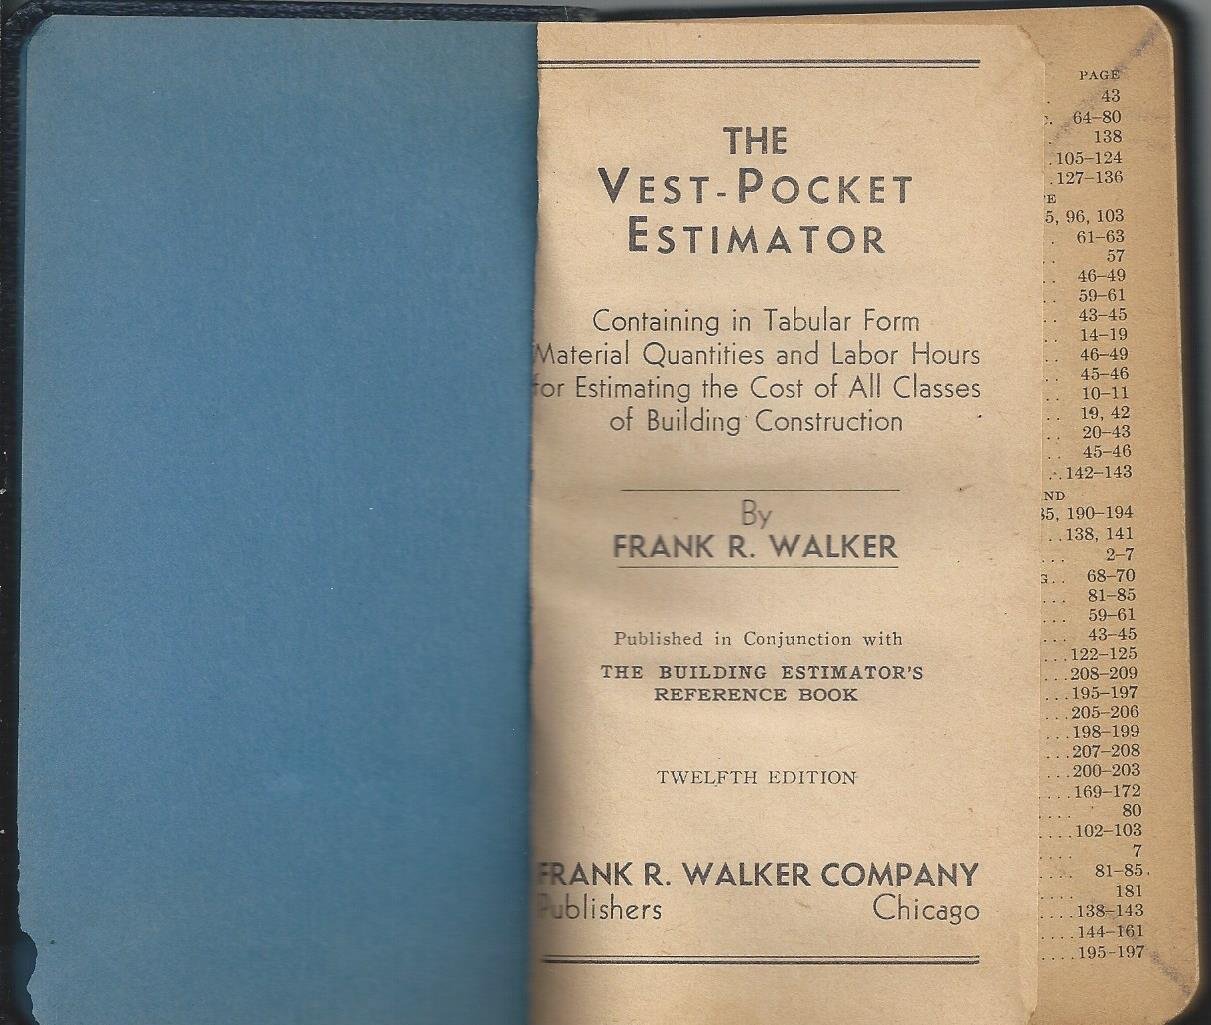 THE
VEST-POCKET
ESTIMATOR
Containing in Tabular Form
Material Quantities and Labor Hours
for Estimating the Cost of All Classes
of Building Construction
By
FRANK R. WALKER
Published in Conjunction with
THE BUILDING ESTIMATOR'S
REFERENCE BOOK
TWELFTH EDITION
FRANK R. WALKER COMPANY
Publishers Chicago
PAGE
43
64–80
138
105–124
127–136
96, 103
61–63
57
46–49
59–61
43–45
14–19
46–49
45–46
10–11
19, 42
20–43
45–46
142–143
ND
190–194
138, 141
2–7
68–70
81–85
59–61
43–45
122–125
208–209
195–197
205–206
198–199
207–208
200–203
169–172
80
102–103
7
81–85
181
138–143
144–161
195–197